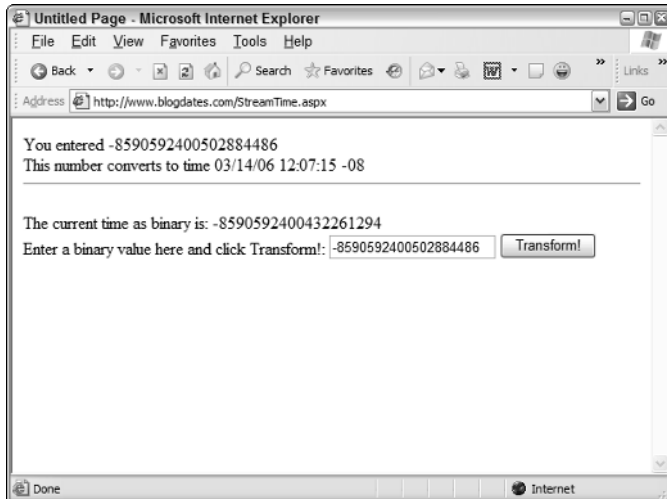 Untitled Page - Microsoft Internet Explorer
File Edit View Favorites Tools Help
Back Search Favorites Links
Address http://www.blogdates.com/StreamTime.aspx Go
You entered -8590592400502884486
This number converts to time 03/14/06 12:07:15 -08
The current time as binary is: -8590592400432261294
Enter a binary value here and click Transform!: -8590592400502884486 Transform!
Done Internet